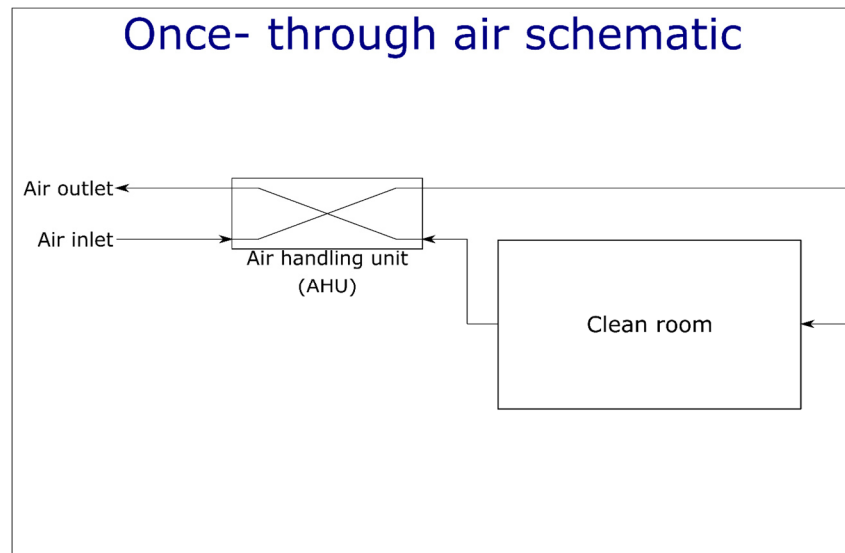 Once- through air schematic
Air outlet
Air inlet
Air handling unit
(AHU)
Clean room